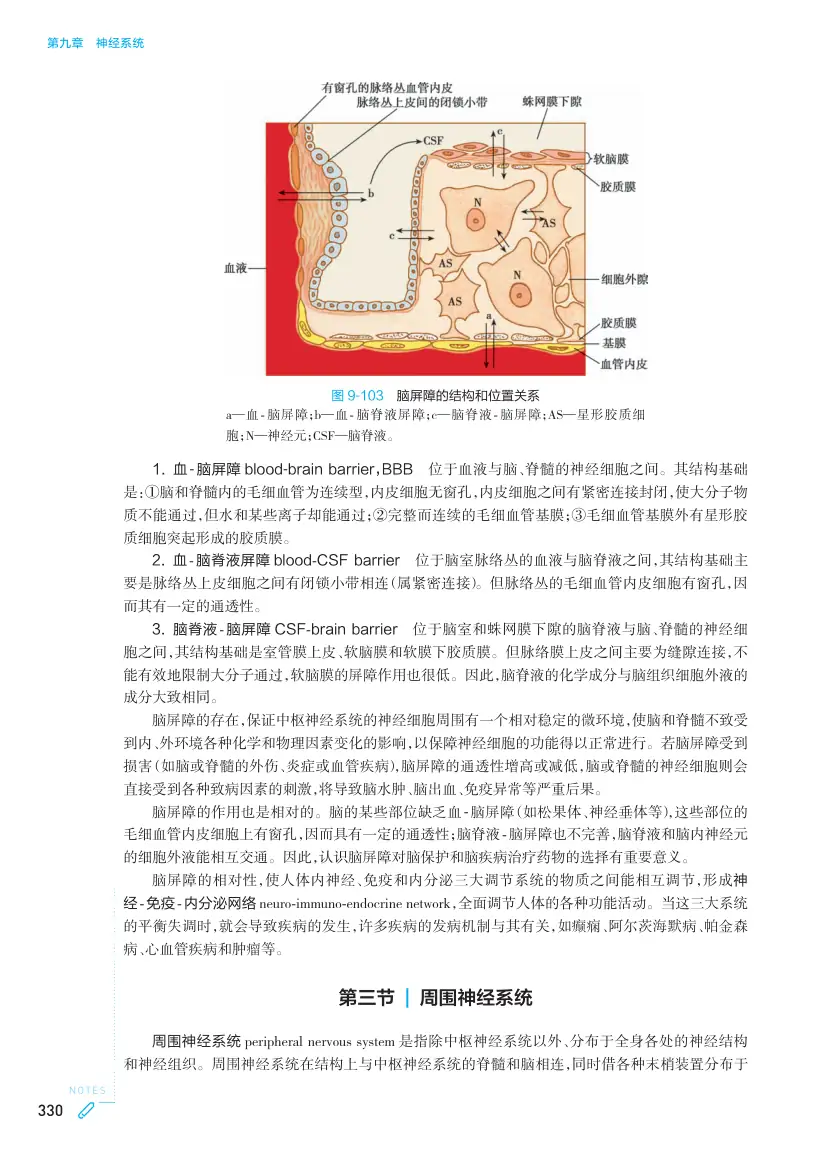 第九章 神经系统
有窗孔的脉络丛血管内皮
脉络丛上皮间的闭锁小带
蛛网膜下隙
CSF
e
软脑膜
胶质膜
b
N
AS
c
血液
AS
N
细胞外隙
AS
a
胶质膜
基膜
血管内皮
图 9-103 脑屏障的结构和位置关系
a—血-脑屏障;b—血-脑脊液屏障;c—脑脊液-脑屏障;AS—星形胶质细
胞;N—神经元;CSF—脑脊液。
1. 血-脑屏障 blood-brain barrier,BBB 位于血液与脑、脊髓的神经细胞之间。其结构基础
是:①脑和脊髓内的毛细血管为连续型,内皮细胞无窗孔,内皮细胞之间有紧密连接封闭,使大分子物
质不能通过,但水和某些离子却能通过;②完整而连续的毛细血管基膜;③毛细血管基膜外有星形胶
质细胞突起形成的胶质膜。
2. 血-脑脊液屏障 blood-CSF barrier 位于脑室脉络丛的血液与脑脊液之间,其结构基础主
要是脉络丛上皮细胞之间有闭锁小带相连(属紧密连接)。但脉络丛的毛细血管内皮细胞有窗孔,因
而其有一定的通透性。
3. 脑脊液-脑屏障 CSF-brain barrier 位于脑室和蛛网膜下隙的脑脊液与脑、脊髓的神经细
胞之间,其结构基础是室管膜上皮、软脑膜和软膜下胶质膜。但脉络膜上皮之间主要为缝隙连接,不
能有效地限制大分子通过,软脑膜的屏障作用也很低。因此,脑脊液的化学成分与脑组织细胞外液的
成分大致相同。
脑屏障的存在,保证中枢神经系统的神经细胞周围有一个相对稳定的微环境,使脑和脊髓不致受
到内、外环境各种化学和物理因素变化的影响,以保障神经细胞的功能得以正常进行。若脑屏障受到
损害(如脑或脊髓的外伤、炎症或血管疾病),脑屏障的通透性增高或减低,脑或脊髓的神经细胞则会
直接受到各种致病因素的刺激,将导致脑水肿、脑出血、免疫异常等严重后果。
脑屏障的作用也是相对的。脑的某些部位缺乏血-脑屏障(如松果体、神经垂体等),这些部位的
毛细血管内皮细胞上有窗孔,因而具有一定的通透性;脑脊液-脑屏障也不完善,脑脊液和脑内神经元
的细胞外液能相互交通。因此,认识脑屏障对脑保护和脑疾病治疗药物的选择有重要意义。
脑屏障的相对性,使人体内神经、免疫和内分泌三大调节系统的物质之间能相互调节,形成神
经-免疫-内分泌网络 neuro-immuno-endocrine network,全面调节人体的各种功能活动。当这三大系统
的平衡失调时,就会导致疾病的发生,许多疾病的发病机制与其有关,如癫痫、阿尔茨海默病、帕金森
病、心血管疾病和肿瘤等。
第三节 | 周围神经系统
周围神经系统 peripheral nervous system 是指除中枢神经系统以外、分布于全身各处的神经结构
和神经组织。周围神经系统在结构上与中枢神经系统的脊髓和脑相连,同时借各种末梢装置分布于
NOTES
330